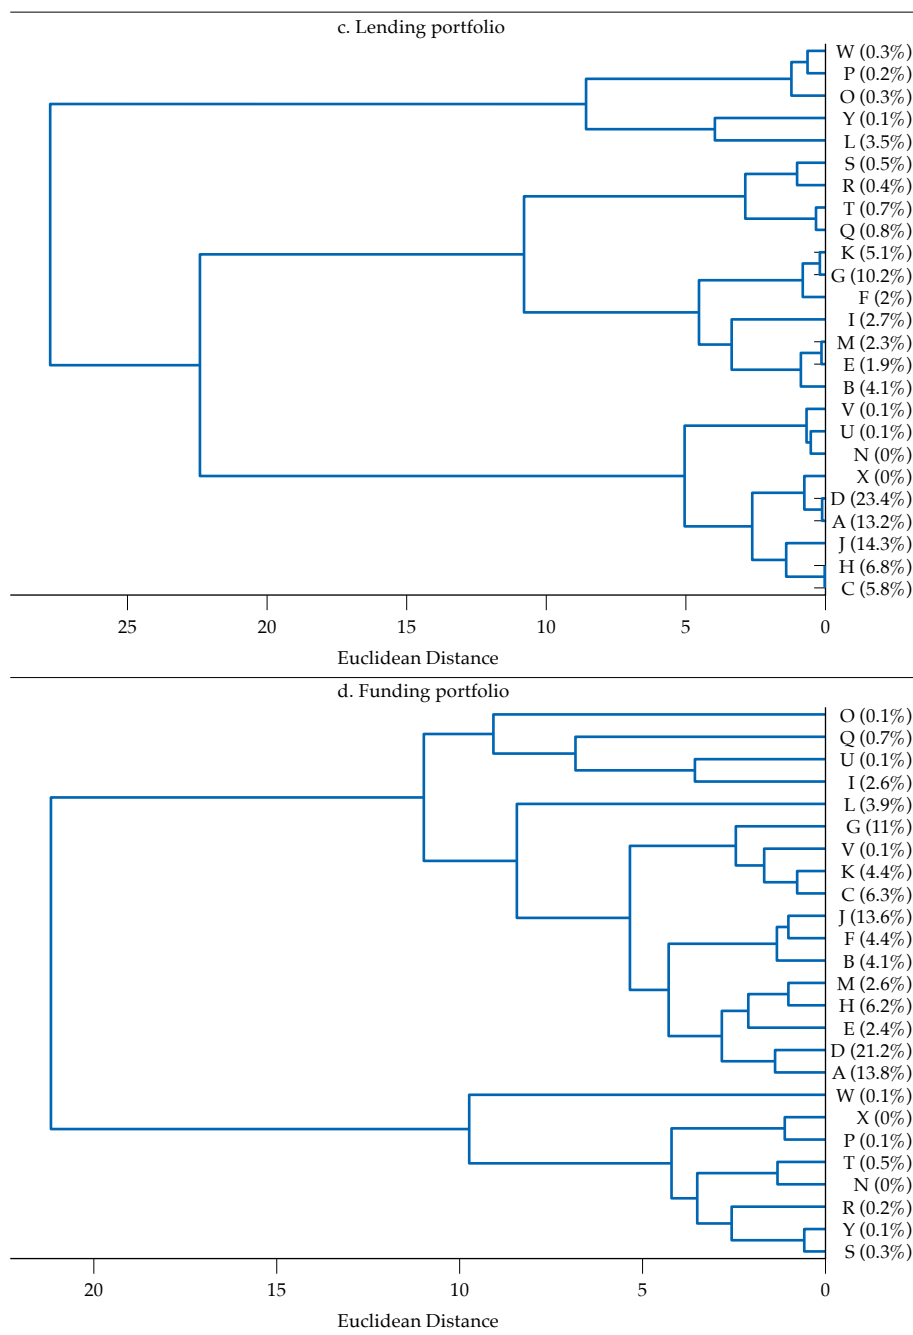 c. Lending portfolio
W (0.3%)
P (0.2%)
O (0.3%)
Y (0.1%)
L (3.5%)
S (0.5%)
R (0.4%)
T (0.7%)
Q (0.8%)
K (5.1%)
G (10.2%)
F (2%)
I (2.7%)
M (2.3%)
E (1.9%)
B (4.1%)
V (0.1%)
U (0.1%)
N (0%)
X (0%)
D (23.4%)
A (13.2%)
J (14.3%)
H (6.8%)
C (5.8%)
25 20 15 10 5 0
Euclidean Distance
d. Funding portfolio
O (0.1%)
Q (0.7%)
U (0.1%)
I (2.6%)
L (3.9%)
G (11%)
V (0.1%)
K (4.4%)
C (6.3%)
J (13.6%)
F (4.4%)
B (4.1%)
M (2.6%)
H (6.2%)
E (2.4%)
D (21.2%)
A (13.8%)
W (0.1%)
X (0%)
P (0.1%)
T (0.5%)
N (0%)
R (0.2%)
Y (0.1%)
S (0.3%)
20 15 10 5 0
Euclidean Distance